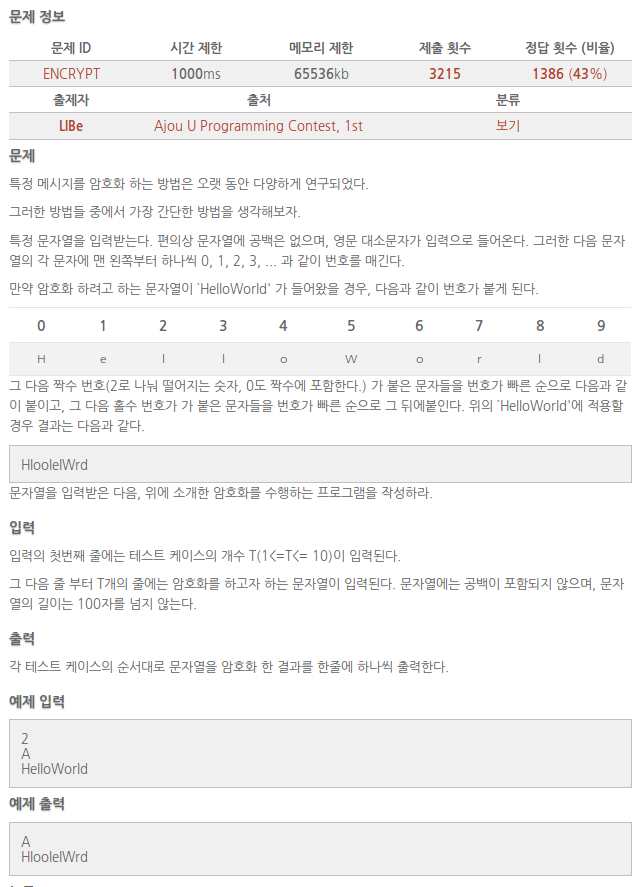 문제 정보
문제 ID 시간 제한 메모리 제한 제출 횟수 정답 횟수 (비율)
ENCRYPT 1000ms 65536kb 3215 1386 (43%)
출제자 출처 분류
LIBe Ajou U Programming Contest, 1st 보기
문제
특정 메시지를 암호화 하는 방법은 오랫 동안 다양하게 연구되었다.
그러한 방법들 중에서 가장 간단한 방법을 생각해보자.
특정 문자열을 입력받는다. 편의상 문자열에 공백은 없으며, 영문 대소문자가 입력으로 들어온다. 그러한 다음 문자
열의 각 문자에 맨 왼쪽부터 하나씩 0, 1, 2, 3, ... 과 같이 번호를 매긴다.
만약 암호화 하려고 하는 문자열이 `HelloWorld' 가 들어왔을 경우, 다음과 같이 번호가 붙게 된다.
0 1 2 3 4 5 6 7 8 9
H e l l o W o r l d
그 다음 짝수 번호(2로 나눠 떨어지는 숫자, 0도 짝수에 포함한다.) 가 붙은 문자들을 번호가 빠른 순으로 다음과 같
이 붙이고, 그 다음 홀수 번호가 가 붙은 문자들을 번호가 빠른 순으로 그 뒤에붙인다. 위의 `HelloWorld'에 적용할
경우 결과는 다음과 같다.
HloolelWrd
문자열을 입력받은 다음, 위에 소개한 암호화를 수행하는 프로그램을 작성하라.
입력
입력의 첫번째 줄에는 테스트 케이스의 개수 T(1<=T<= 10)이 입력된다.
그 다음 줄 부터 T개의 줄에는 암호화를 하고자 하는 문자열이 입력된다. 문자열에는 공백이 포함되지 않으며, 문자
열의 길이는 100자를 넘지 않는다.
출력
각 테스트 케이스의 순서대로 문자열을 암호화 한 결과를 한줄에 하나씩 출력한다.
예제 입력
2
A
HelloWorld
예제 출력
A
HloolelWrd